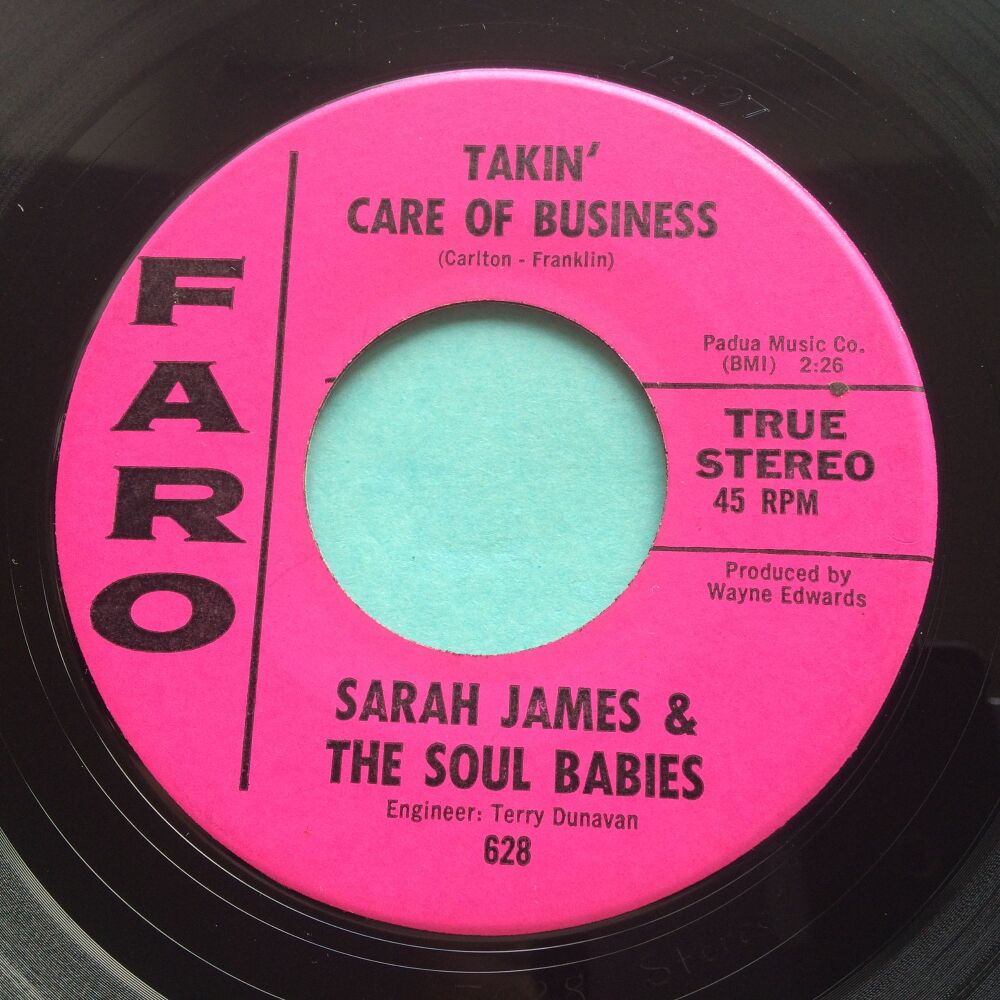 TAKIN'
CARE OF BUSINESS
(Carlton - Franklin)
FARO
Padua Music Co.
(BMI) 2:26
TRUE
STEREO
45 RPM
Produced by
Wayne Edwards
SARAH JAMES &
THE SOUL BABIES
Engineer: Terry Dunavan
628